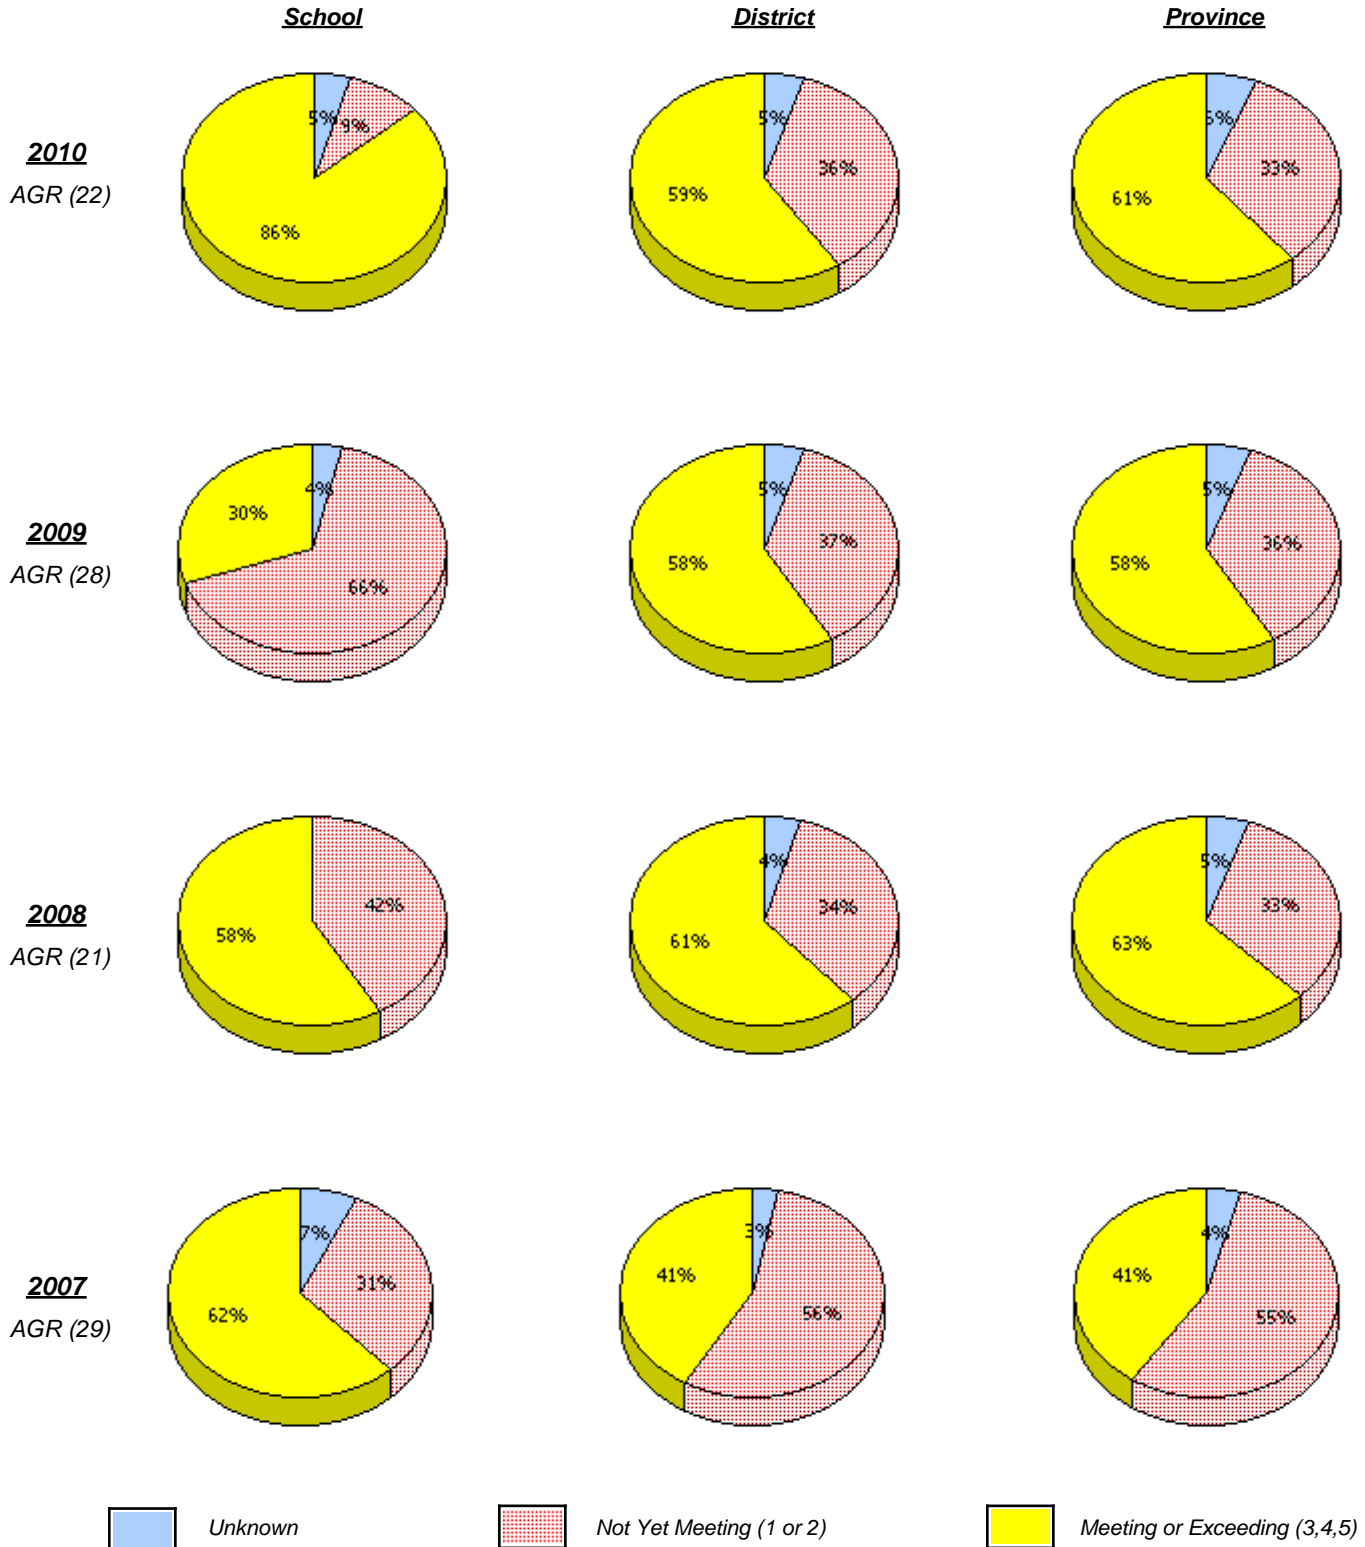 School District Province
5% 9% 86%
5% 36% 59%
6% 33% 61%
2010
AGR (22)
4% 66% 30%
5% 37% 58%
5% 36% 58%
2009
AGR (28)
42% 58%
4% 34% 61%
5% 33% 63%
2008
AGR (21)
7% 31% 62%
3% 56% 41%
4% 55% 41%
2007
AGR (29)
Unknown Not Yet Meeting (1 or 2) Meeting or Exceeding (3,4,5)